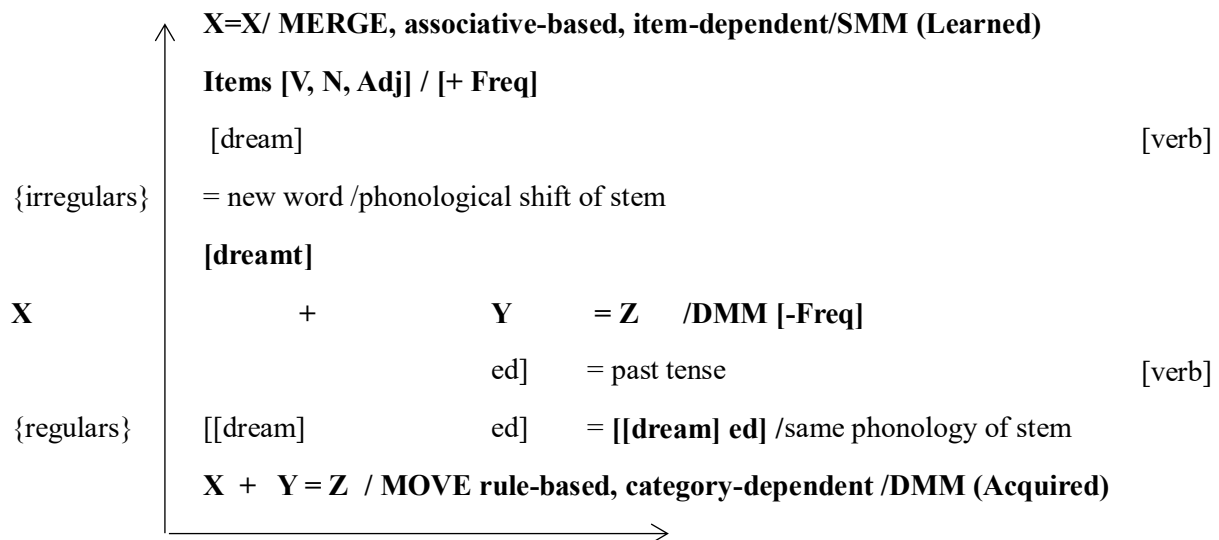 X=X/ MERGE, associative-based, item-dependent/SMM (Learned)
Items [V, N, Adj] / [+ Freq]
[dream] [verb]
{irregulars} = new word /phonological shift of stem
[dreamt]
X + Y = Z /DMM [-Freq]
ed] = past tense [verb]
{regulars} [[dream] ed] = [[dream] ed] /same phonology of stem
X + Y = Z / MOVE rule-based, category-dependent /DMM (Acquired)